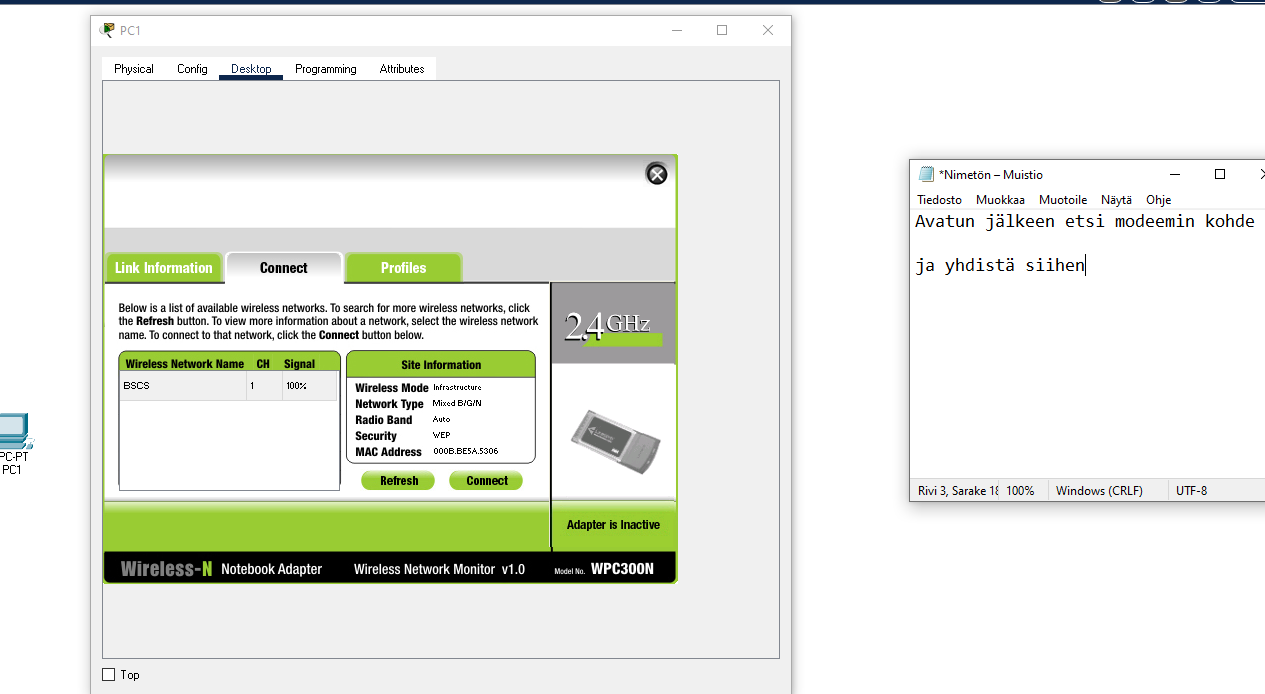 PC1
Physical Config Desktop Programming Attributes
Link Information Connect Profiles
Below is a list of available wireless networks. To search for more wireless networks, click
the Refresh button. To view more information about a network, select the wireless network
name. To connect to that network, click the Connect button below.
2.4GHz
Wireless Network Name CH Signal
BSCS 1 100%
Site Information
Wireless Mode Infrastructure
Network Type Mixed B/G/N
Radio Band Auto
Security WEP
MAC Address 000B.BE5A.5306
Refresh Connect
Adapter is Inactive
Wireless-N Notebook Adapter Wireless Network Monitor v1.0 Model No. WPC300N
Top
PC-PT
PC1
*Nimetön – Muistio
Tiedosto Muokkaa Muotoile Näytä Ohje
Avatun jälkeen etsi modeemin kohde
ja yhdistä siihen
Rivi 3, Sarake 18 100% Windows (CRLF) UTF-8